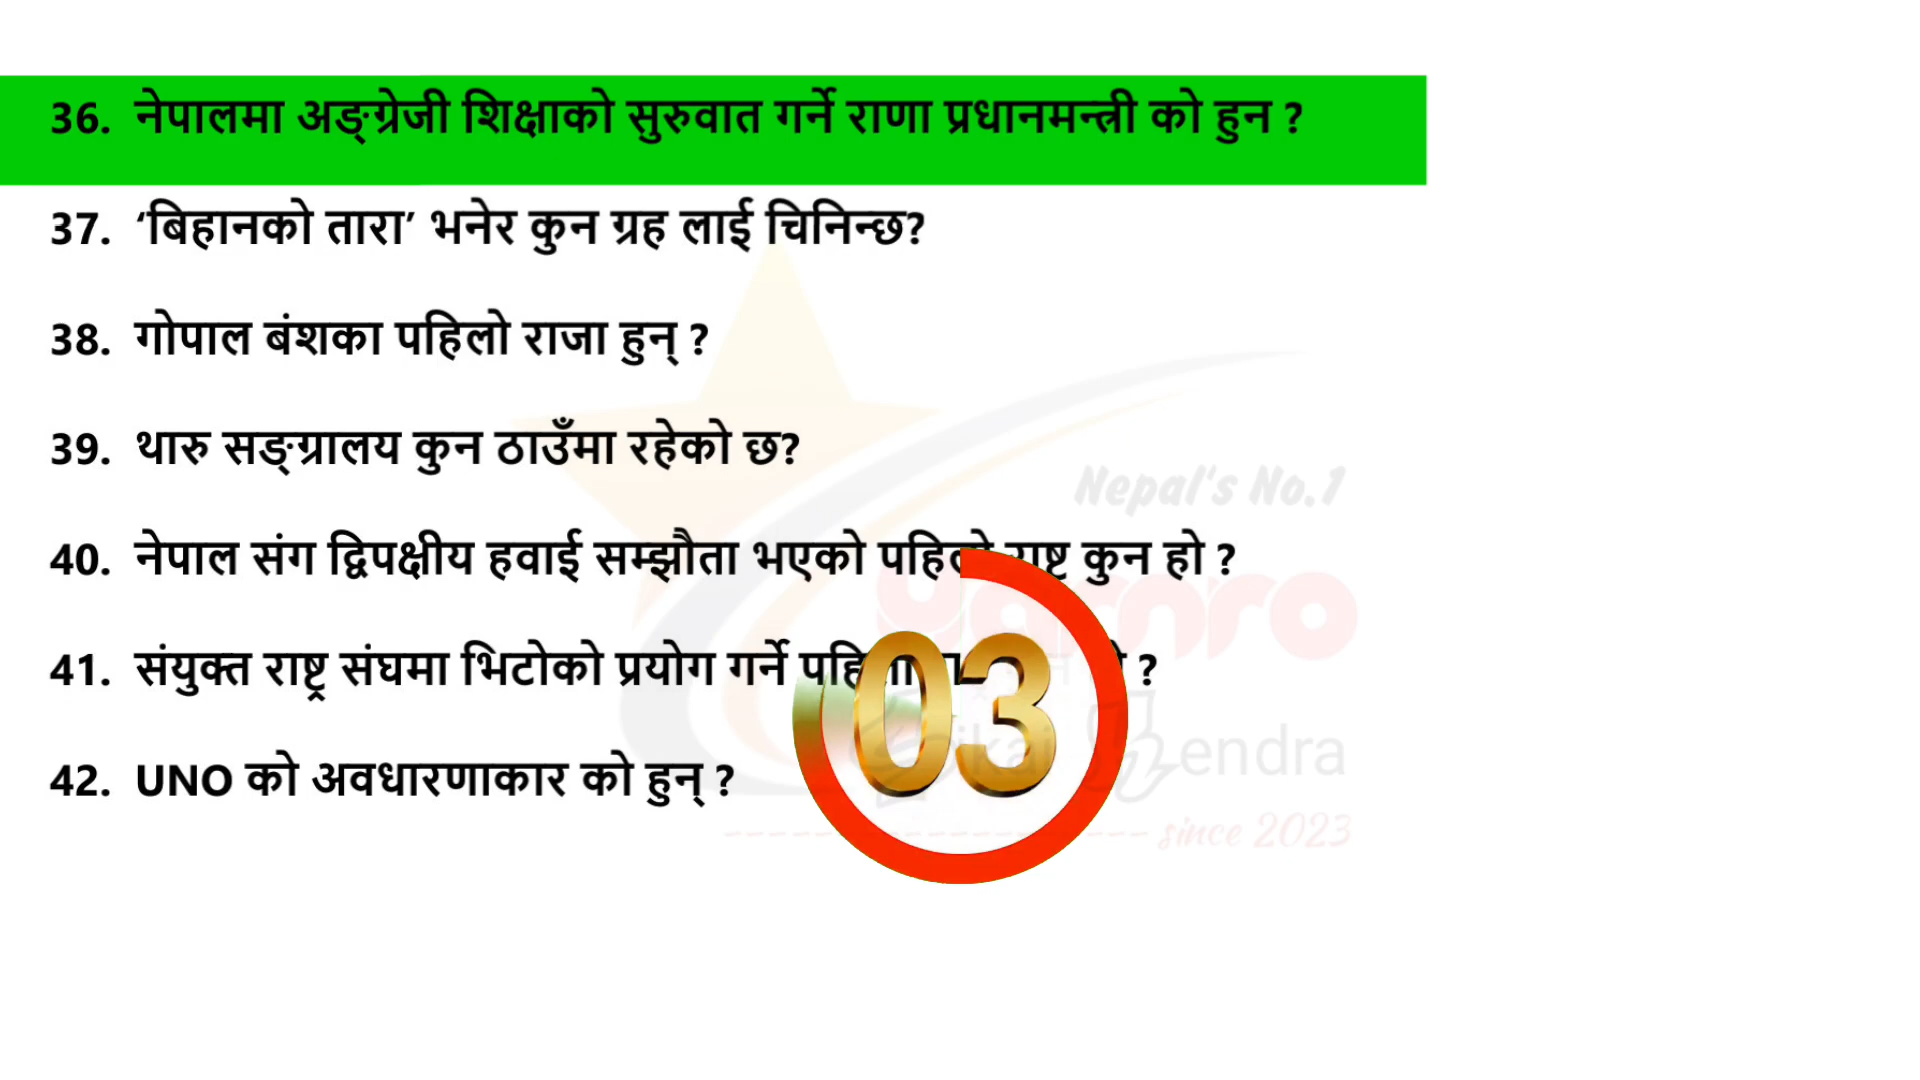 36. नेपालमा अङ्ग्रेजी शिक्षाको सुरुवात गर्ने राणा प्रधानमन्त्री को हुन ?
37. ‘बिहानको तारा’ भनेर कुन ग्रह लाई चिनिन्छ?
38. गोपाल बंशका पहिलो राजा हुन् ?
39. थारु सङ्ग्रालय कुन ठाउँमा रहेको छ?
Nepal's No.1
40. नेपाल संग द्विपक्षीय हवाई सम्झौता भएको कुन हो ?
41. संयुक्त राष्ट्र संघमा भिटोको प्रयोग गर्ने ?
03
endra
42. UNO को अवधारणाकार को हुन् ?
since 2023